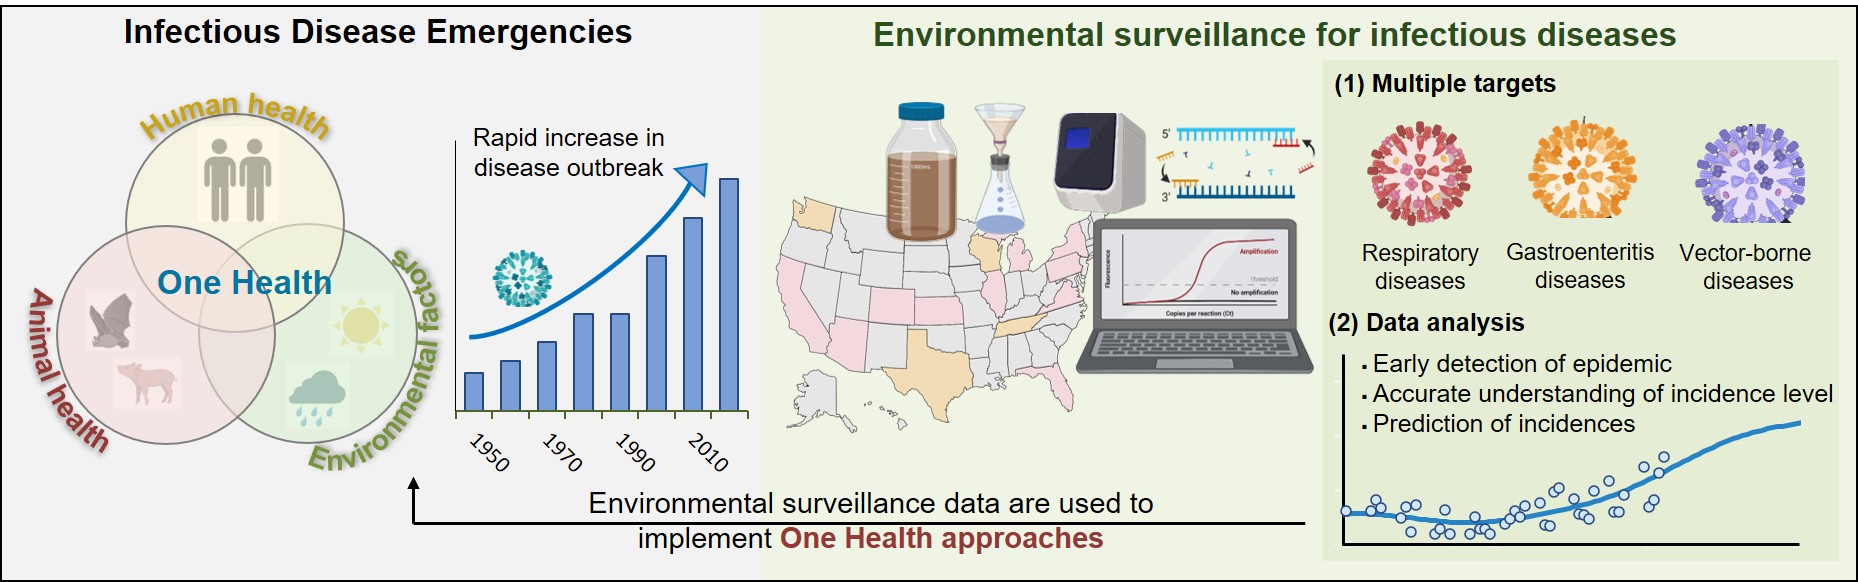 Infectious Disease Emergencies
Human health
One Health
Animal health
Environmental factors
Rapid increase in
disease outbreak
1950
1970
1990
2010
Environmental surveillance for infectious diseases
1000mL
5'
3'
Fluorescence
Amplification
Threshold
No amplification
Copies per reaction (Ct)
(1) Multiple targets
Respiratory
diseases
Gastroenteritis
diseases
Vector-borne
diseases
(2) Data analysis
· Early detection of epidemic
· Accurate understanding of incidence level
· Prediction of incidences
Environmental surveillance data are used to
implement One Health approaches